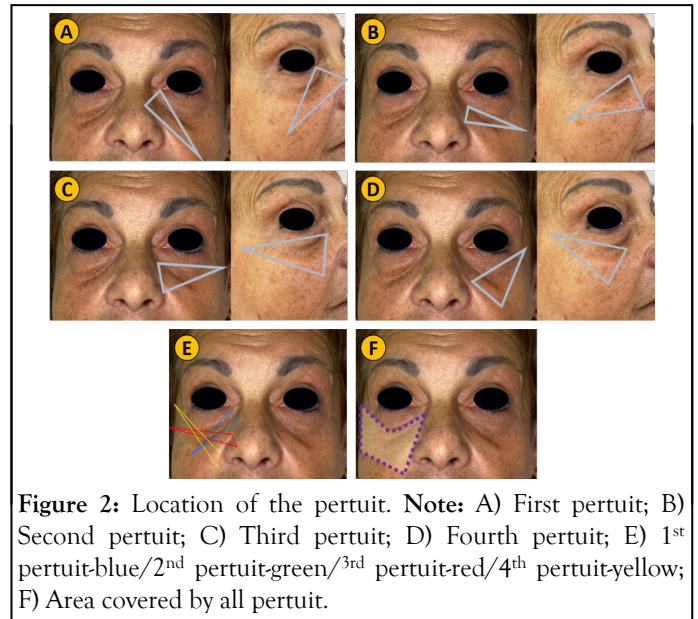 A
B
C
D
E
F
Figure 2: Location of the pertuit. Note: A) First pertuit; B)
Second pertuit; C) Third pertuit; D) Fourth pertuit; E) 1st
pertuit-blue/2nd pertuit-green/3rd pertuit-red/4th pertuit-yellow;
F) Area covered by all pertuit.